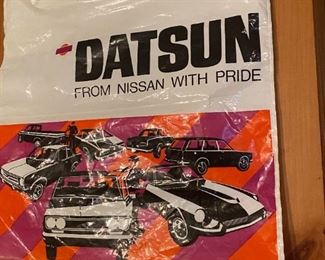 DATSUN
FROM NISSAN WITH PRIDE